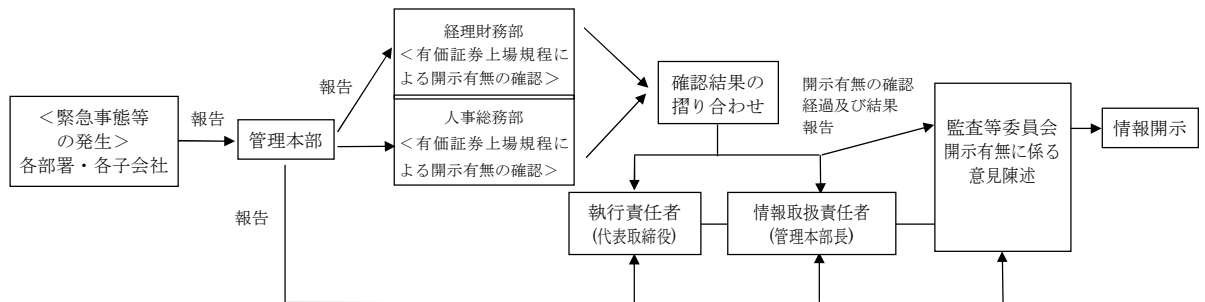 ＜緊急事態等
の発生＞
各部署・各子会社
報告
管理本部
報告
報告
経理財務部
＜有価証券上場規程に
よる開示有無の確認＞
人事総務部
＜有価証券上場規程に
よる開示有無の確認＞
確認結果の
摺り合わせ
開示有無の確認
経過及び結果
報告
執行責任者
(代表取締役)
情報取扱責任者
(管理本部長)
監査等委員会
開示有無に係る
意見陳述
情報開示